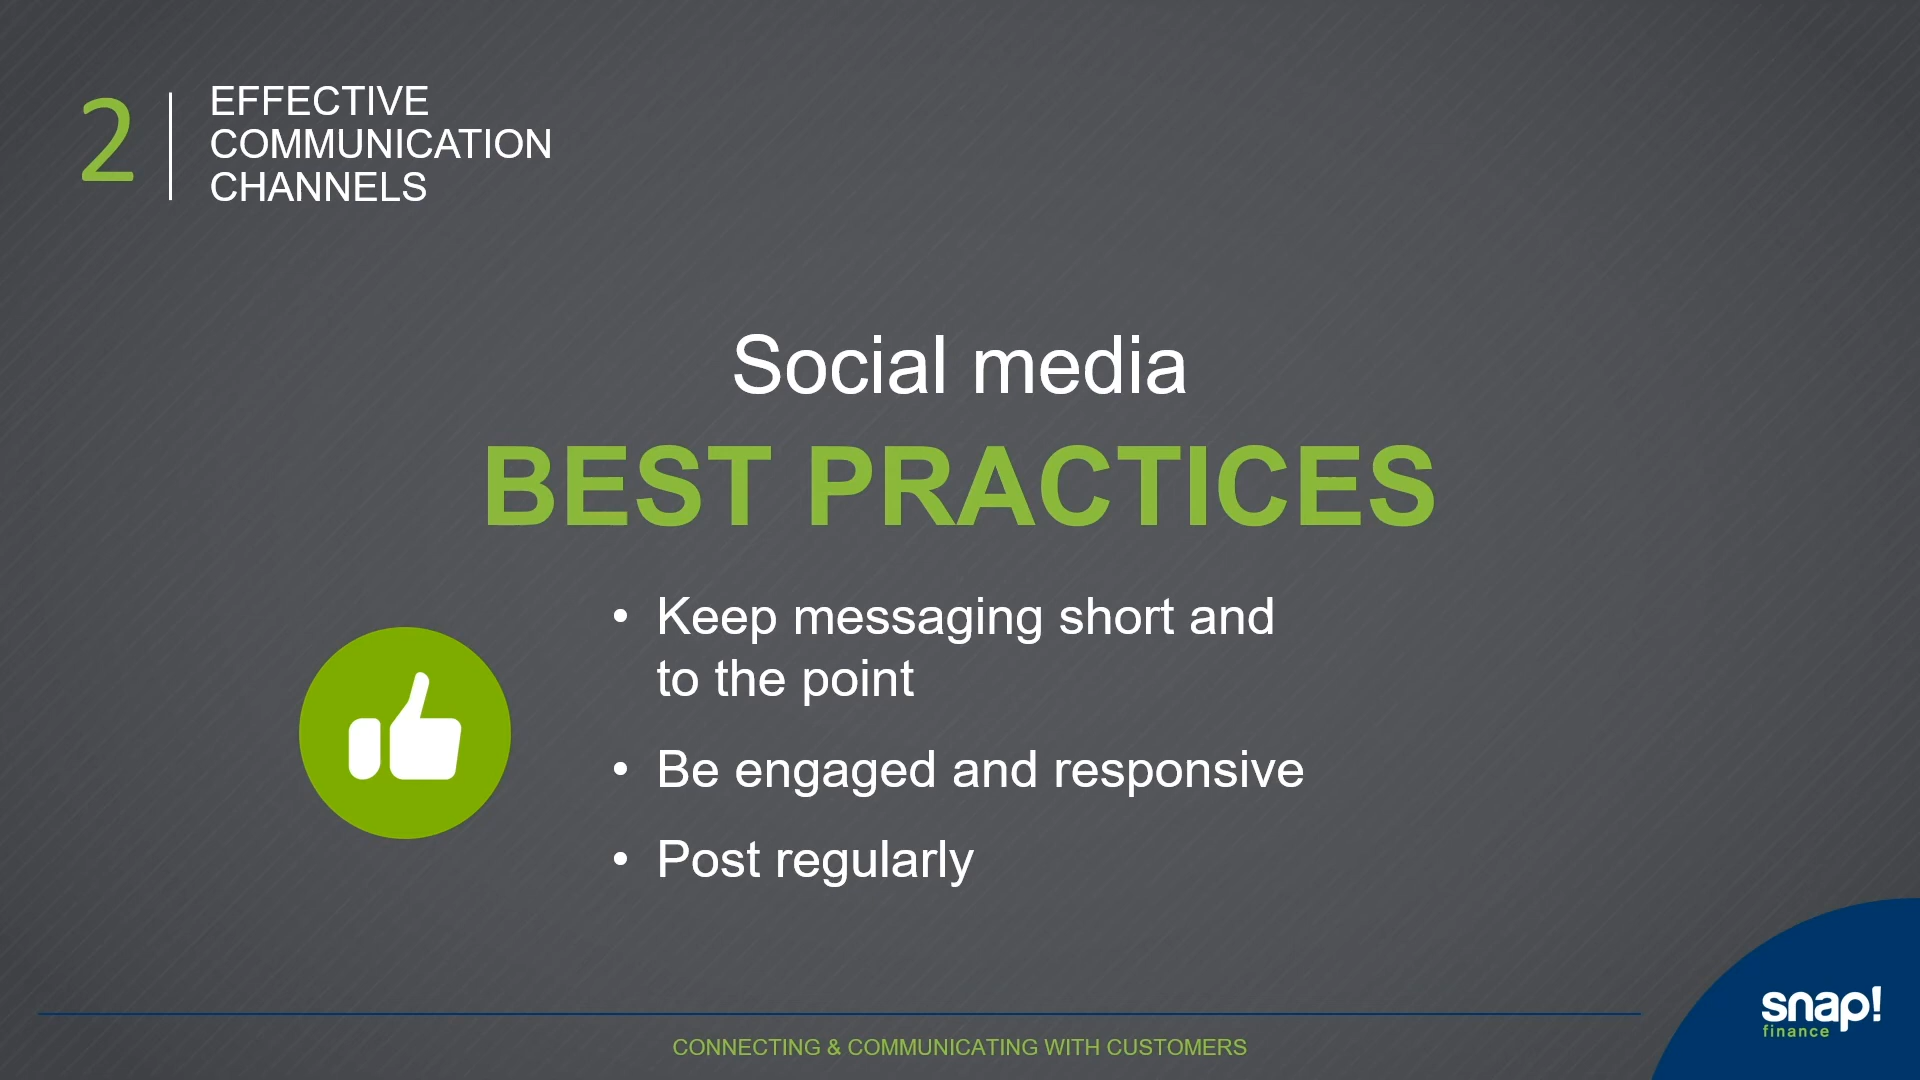 2
EFFECTIVE
COMMUNICATION
CHANNELS
Social media
BEST PRACTICES
• Keep messaging short and
to the point
• Be engaged and responsive
• Post regularly
snap!
finance
CONNECTING & COMMUNICATING WITH CUSTOMERS